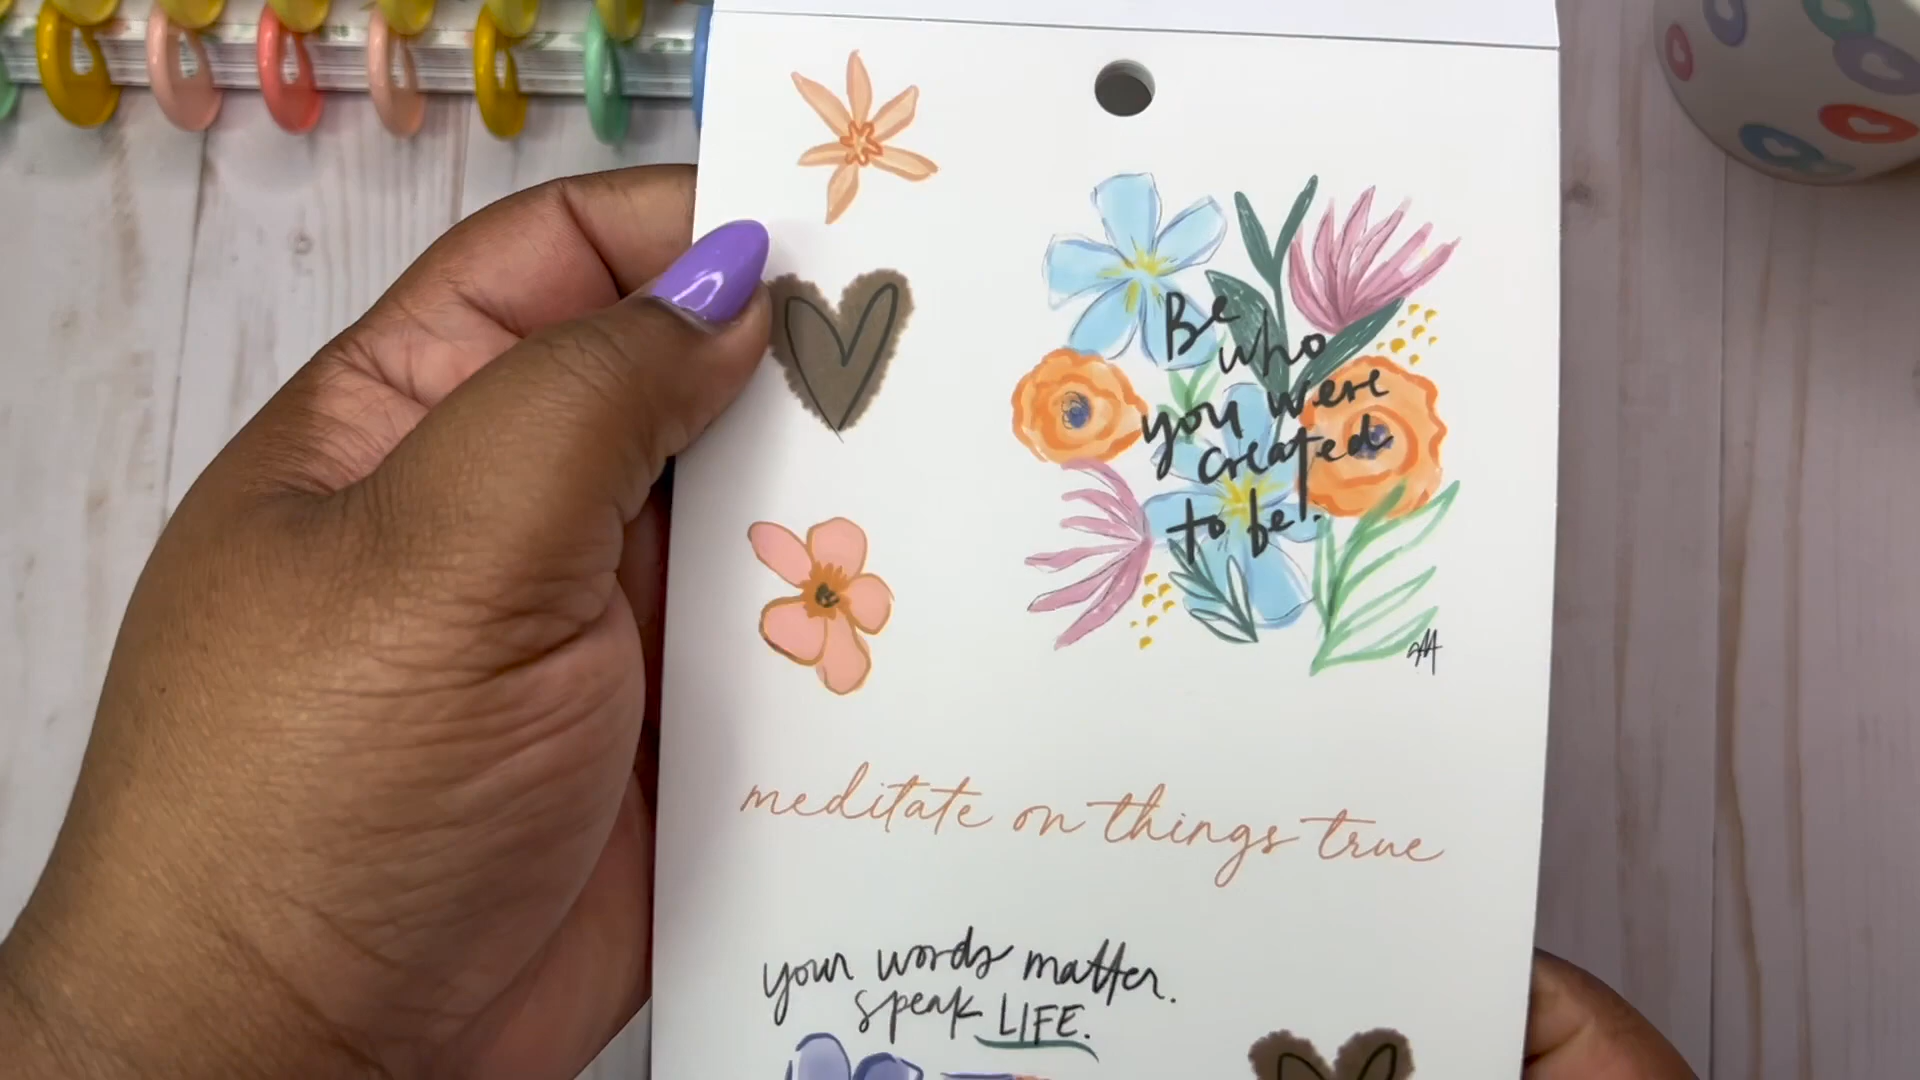 Be
who
you were
created
to be!
meditate on things true
your words matter.
speak LIFE.